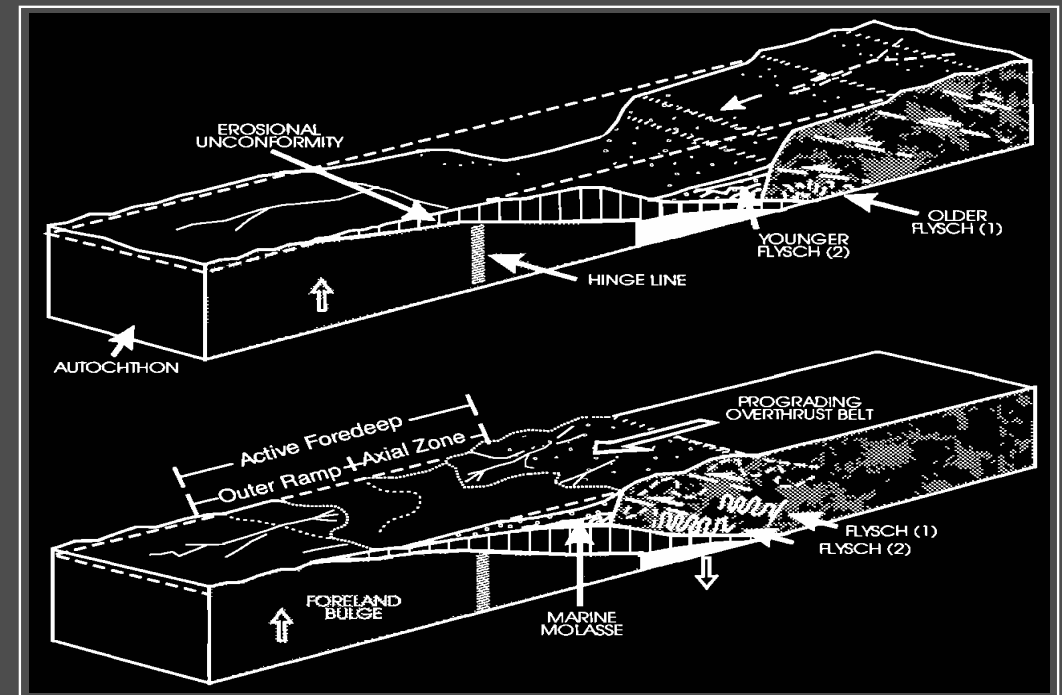 EROSIONAL
UNCONFORMITY
OLDER
FLYSCH (1)
YOUNGER
FLYSCH (2)
HINGE LINE
AUTOCHTHON
PROGRADING
OVERTHRUST BELT
Active Foredeep
Outer Ramp
Axial Zone
FLYSCH (1)
FLYSCH (2)
FORELAND
BULGE
MARINE
MOLASSE